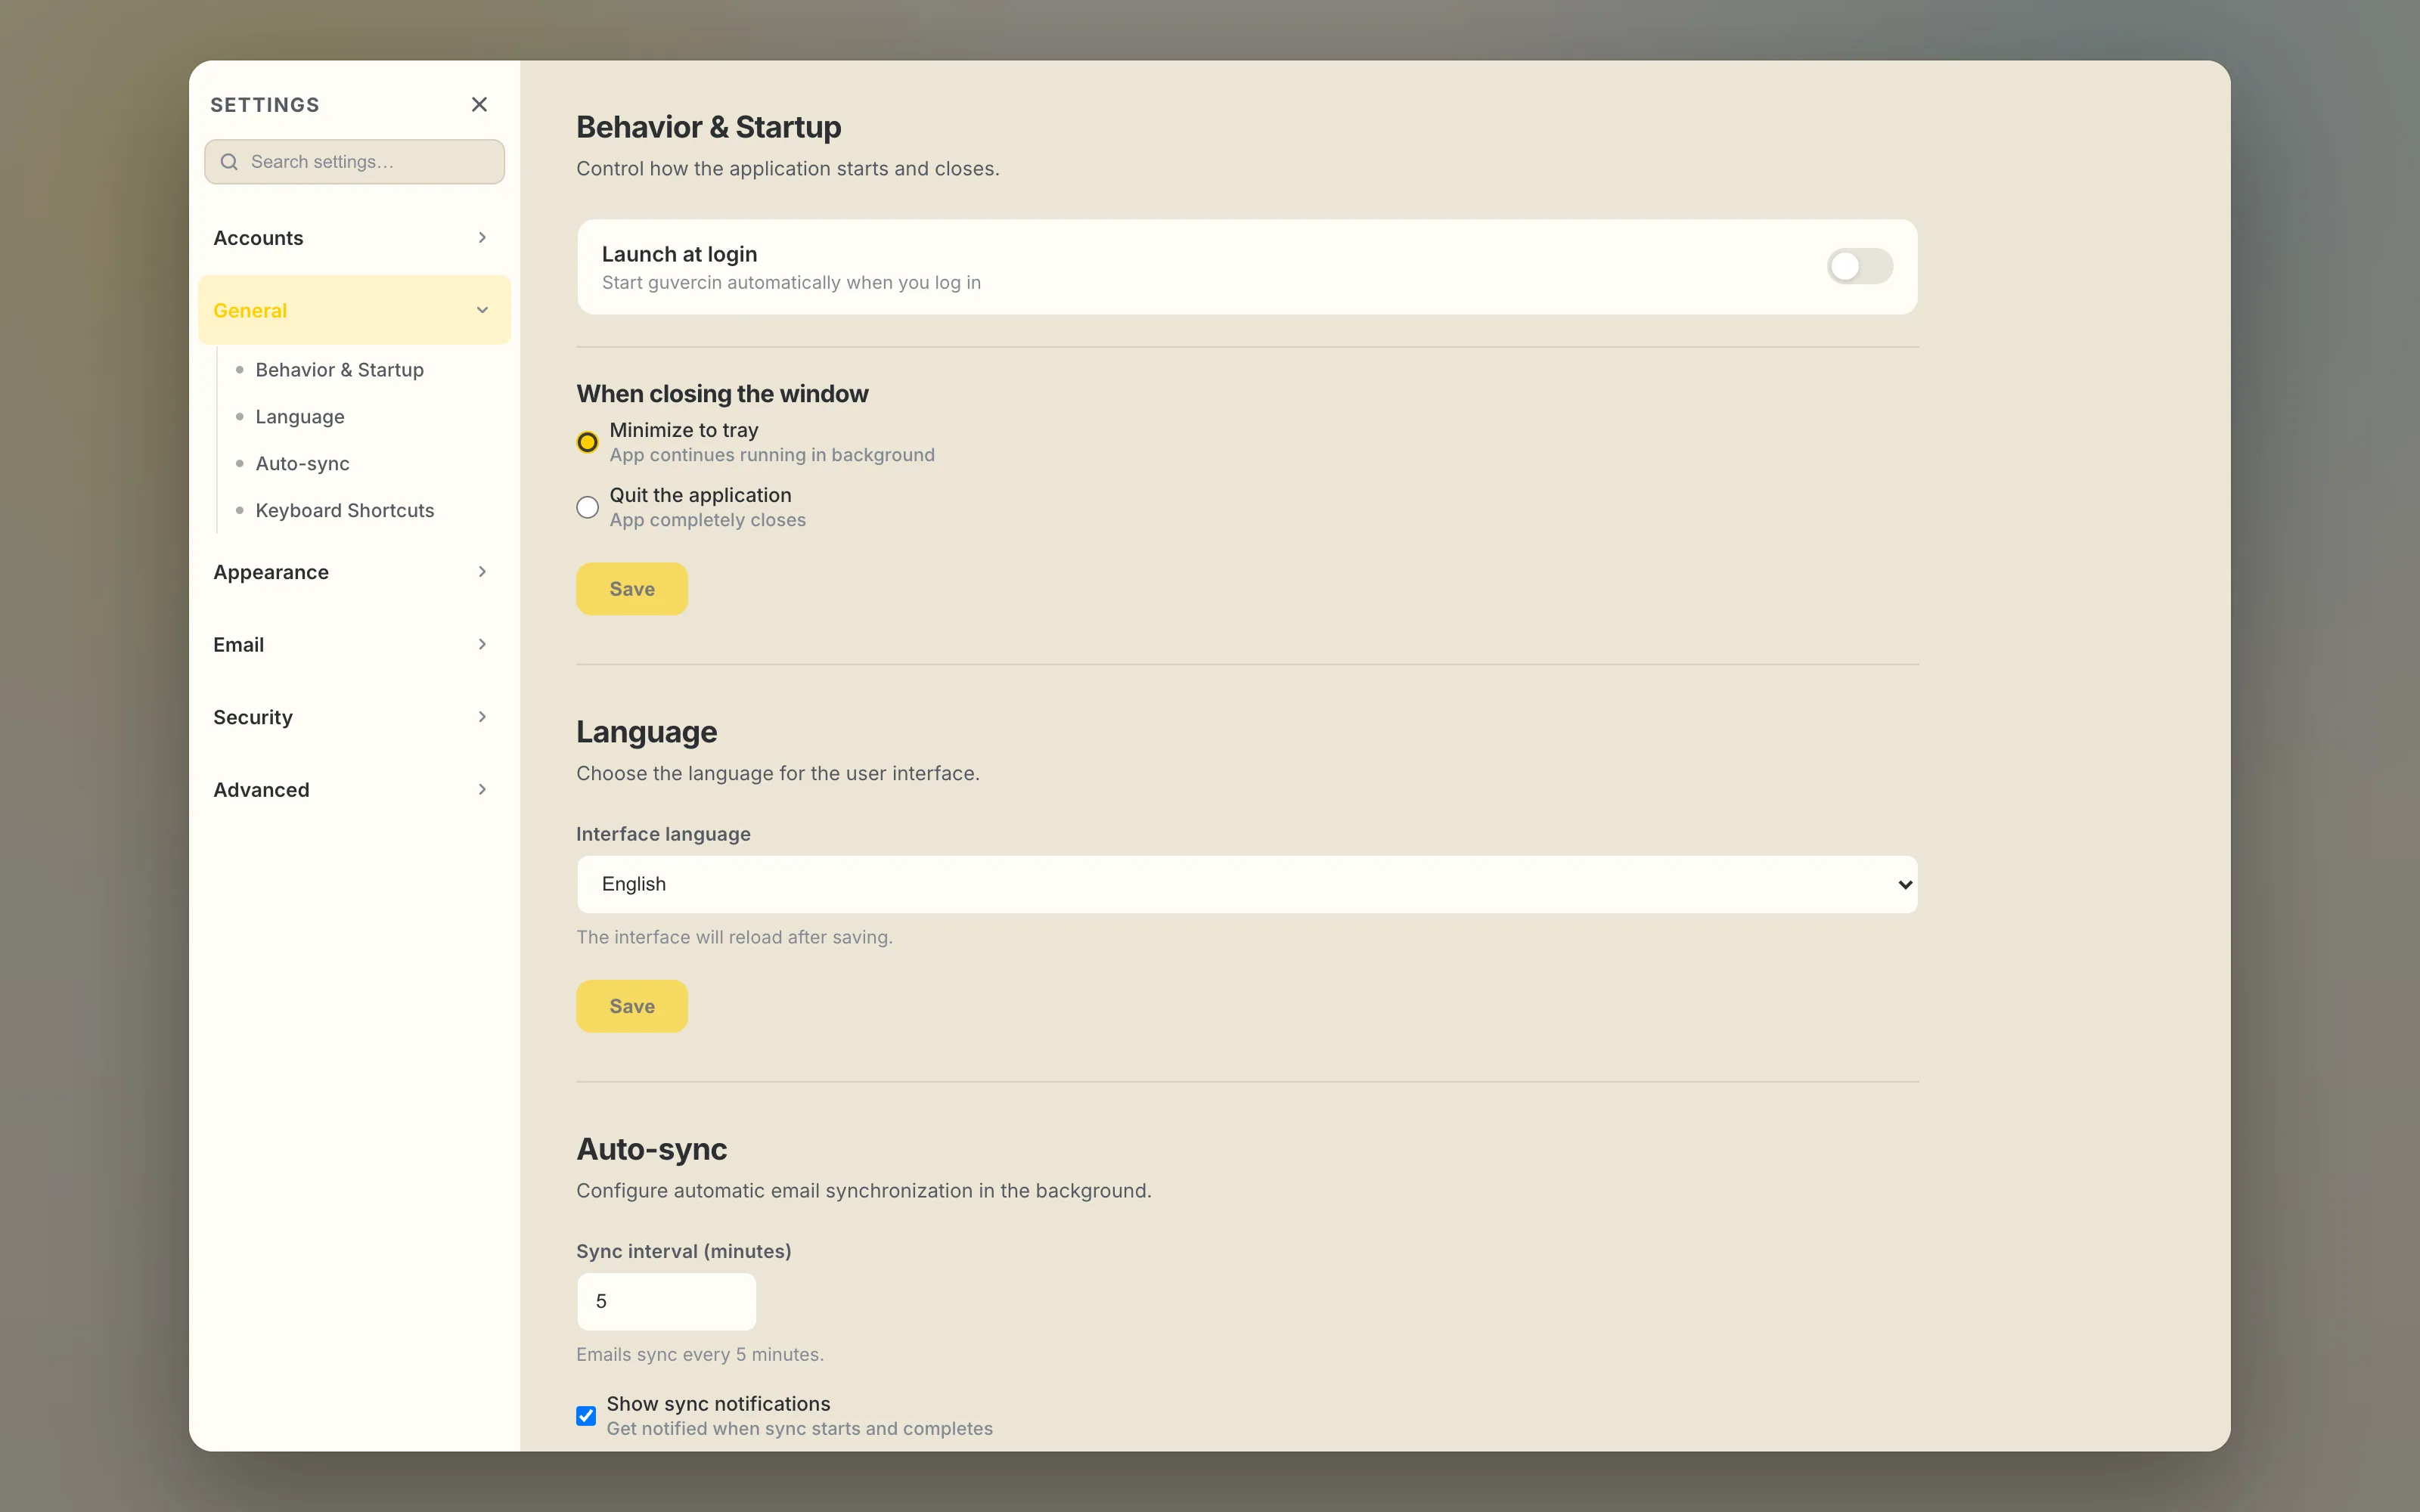 SETTINGS
Search settings...
Accounts
General
Behavior & Startup
Language
Auto-sync
Keyboard Shortcuts
Appearance
Email
Security
Advanced
Behavior & Startup
Control how the application starts and closes.
Launch at login
Start guvercin automatically when you log in
When closing the window
Minimize to tray
App continues running in background
Quit the application
App completely closes
Save
Language
Choose the language for the user interface.
Interface language
English
The interface will reload after saving.
Save
Auto-sync
Configure automatic email synchronization in the background.
Sync interval (minutes)
5
Emails sync every 5 minutes.
Show sync notifications
Get notified when sync starts and completes